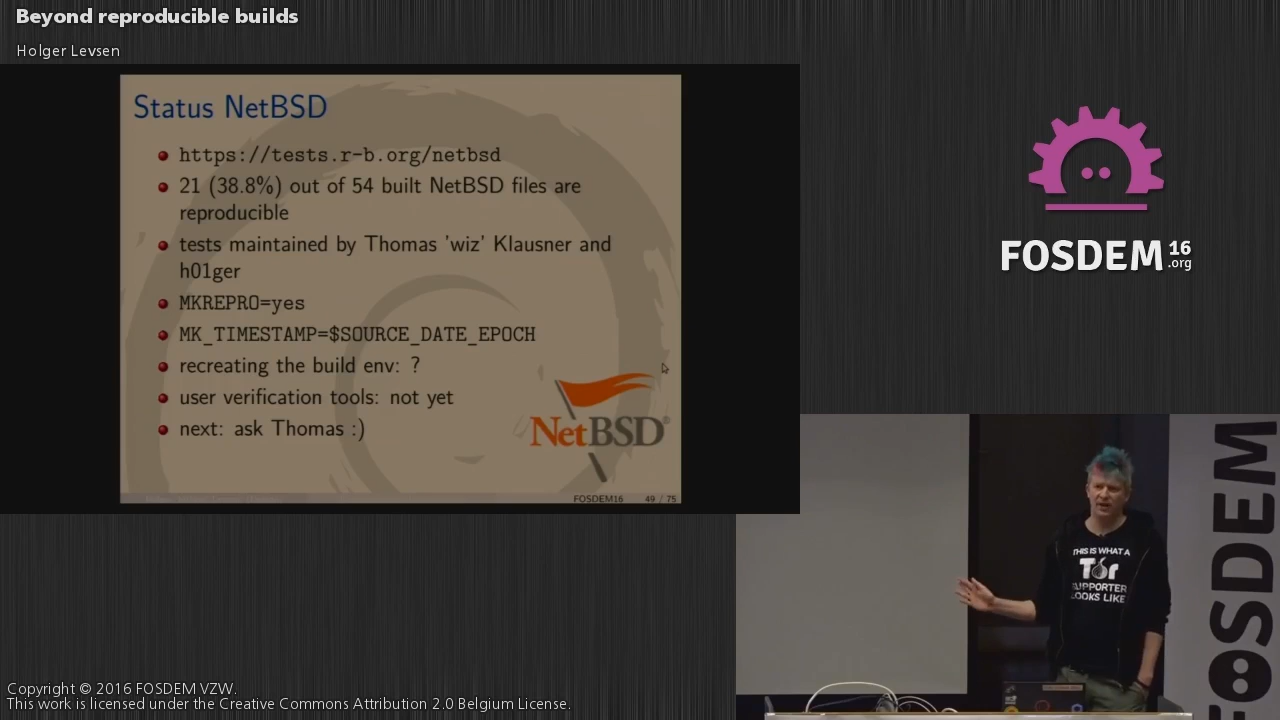 Beyond reproducible builds
Holger Levsen
Status NetBSD
https://tests.r-b.org/netbsd
21 (38.8%) out of 54 built NetBSD files are
reproducible
tests maintained by Thomas 'wiz' Klausner and
h01ger
MKREPRO=yes
MK_TIMESTAMP=$SOURCE_DATE_EPOCH
recreating the build env: ?
user verification tools: not yet
next: ask Thomas :)
NetBSD®
FOSDEM16 49 / 75
FOSDEM 16
.org
THIS IS WHAT A
Tor
SUPPORTER
LOOKS LIKE
FOSDEM
Copyright © 2016 FOSDEM VZW.
This work is licensed under the Creative Commons Attribution 2.0 Belgium License.